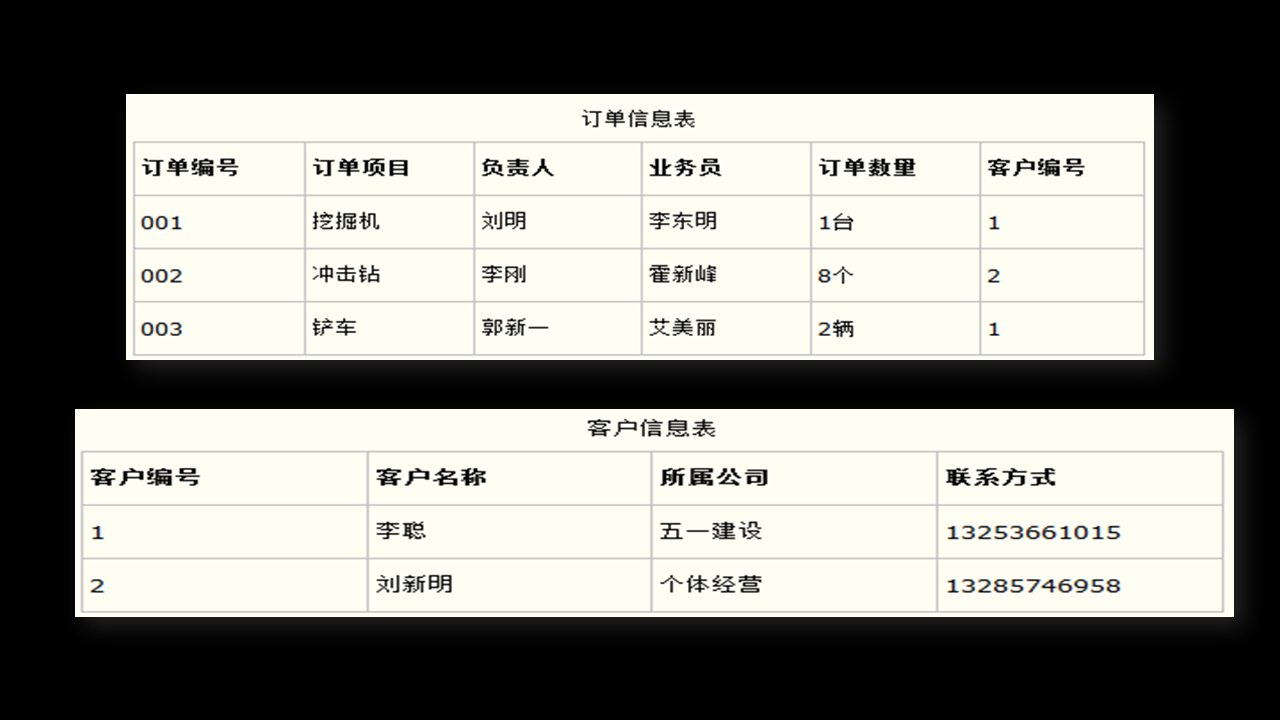 订单信息表
订单编号 订单项目 负责人 业务员 订单数量 客户编号
001 挖掘机 刘明 李东明 1台 1
002 冲击钻 李刚 霍新峰 8个 2
003 铲车 郭新一 艾美丽 2辆 1
客户信息表
客户编号 客户名称 所属公司 联系方式
1 李聪 五一建设 13253661015
2 刘新明 个体经营 13285746958